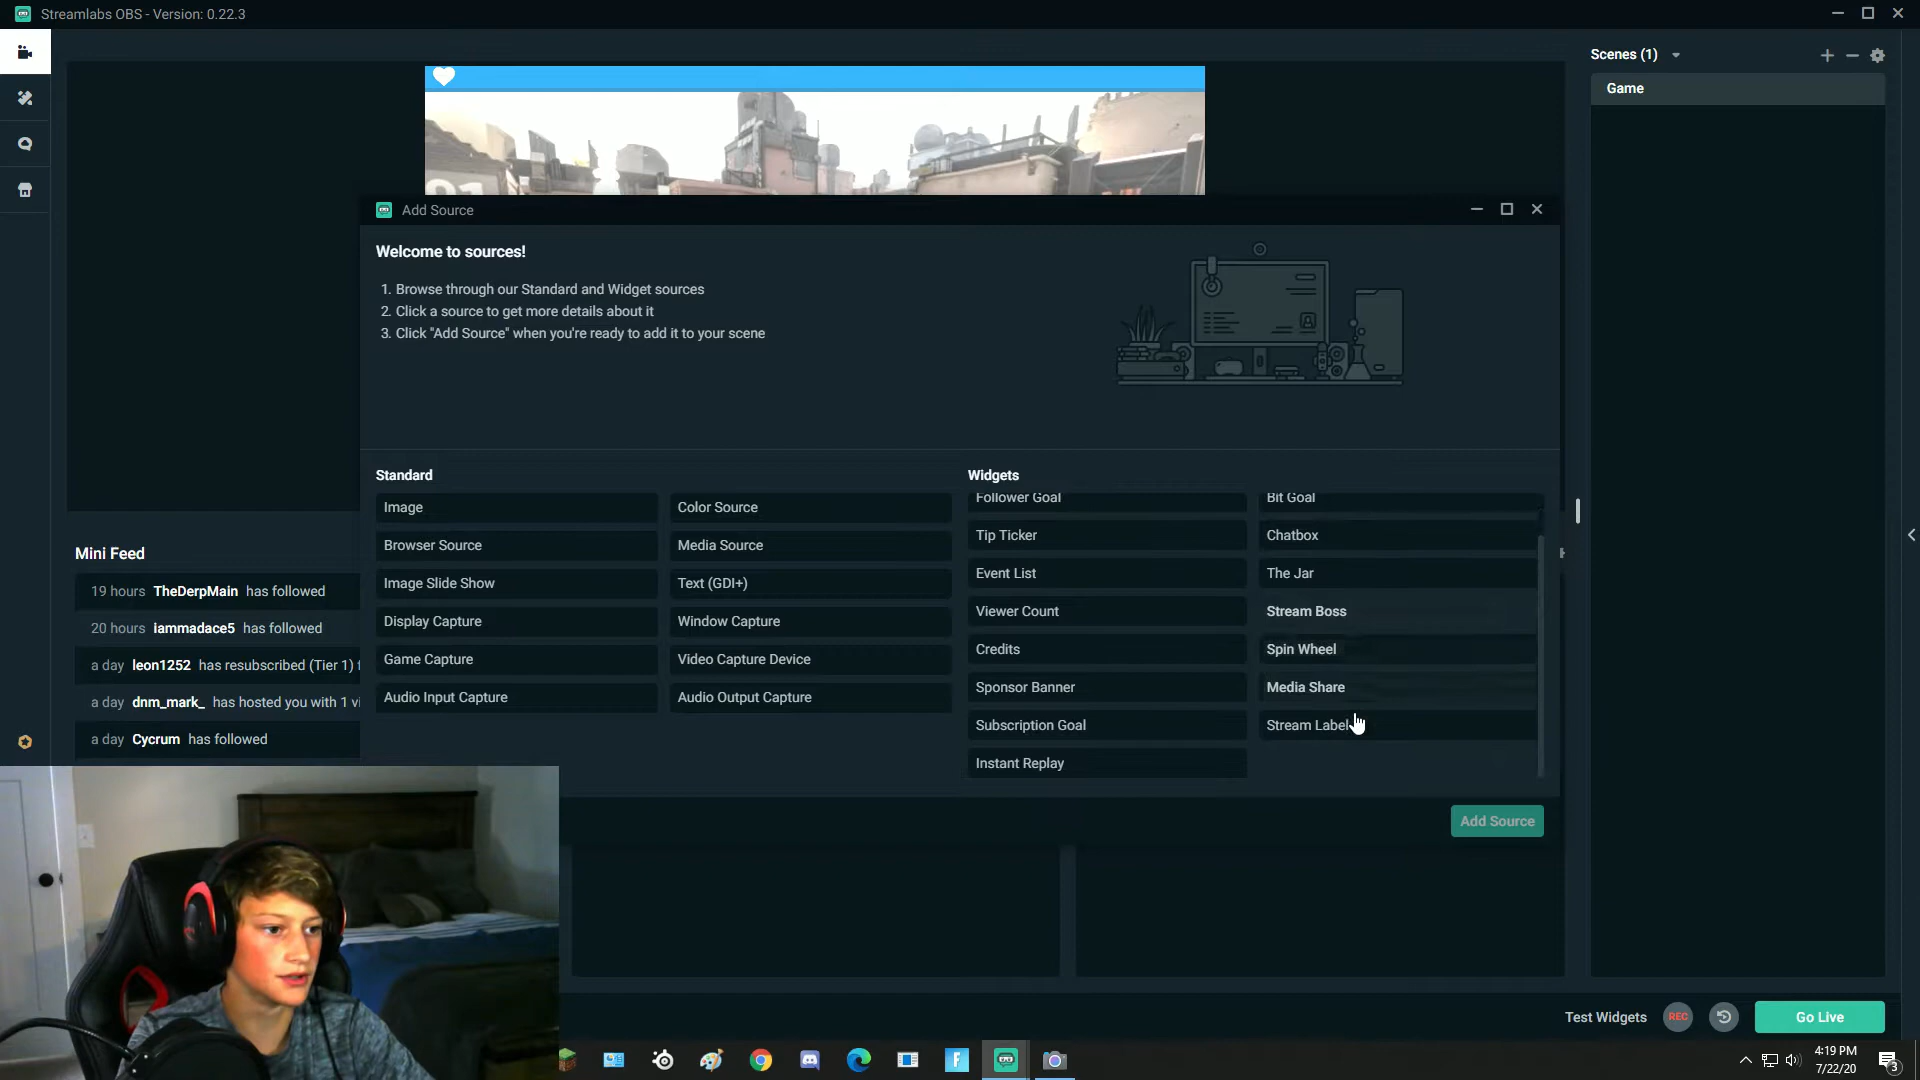 Streamlabs OBS - Version: 0.22.3
Scenes (1)
Game
Add Source
Welcome to sources!
1. Browse through our Standard and Widget sources
2. Click a source to get more details about it
3. Click "Add Source" when you're ready to add it to your scene
Standard
Image
Color Source
Browser Source
Media Source
Image Slide Show
Text (GDI+)
Display Capture
Window Capture
Game Capture
Video Capture Device
Audio Input Capture
Audio Output Capture
Widgets
Follower Goal
Bit Goal
Tip Ticker
Chatbox
Event List
The Jar
Viewer Count
Stream Boss
Credits
Spin Wheel
Sponsor Banner
Media Share
Subscription Goal
Stream Label
Instant Replay
Add Source
Mini Feed
19 hours TheDerpMain has followed
20 hours iammadace5 has followed
a day leon1252 has resubscribed (Tier 1) f
a day dnm_mark_ has hosted you with 1 vi
a day Cycrum has followed
Test Widgets
REC
Go Live
4:19 PM
7/22/20
3